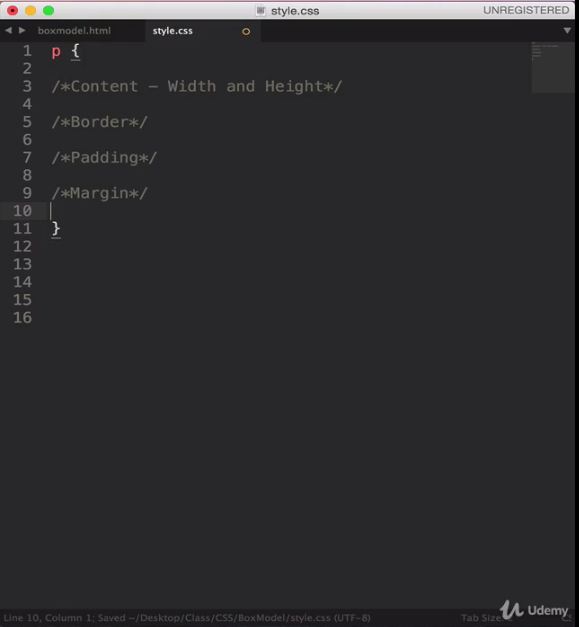 style.css
UNREGISTERED
boxmodel.html
style.css
1 p {
2
3 /*Content - Width and Height*/
4
5 /*Border*/
6
7 /*Padding*/
8
9 /*Margin*/
10
11 }
12
13
14
15
16
Line 10, Column 1; Saved ~/Desktop/Class/CSS/BoxModel/style.css (UTF-8)
Tab Size:
Udemy